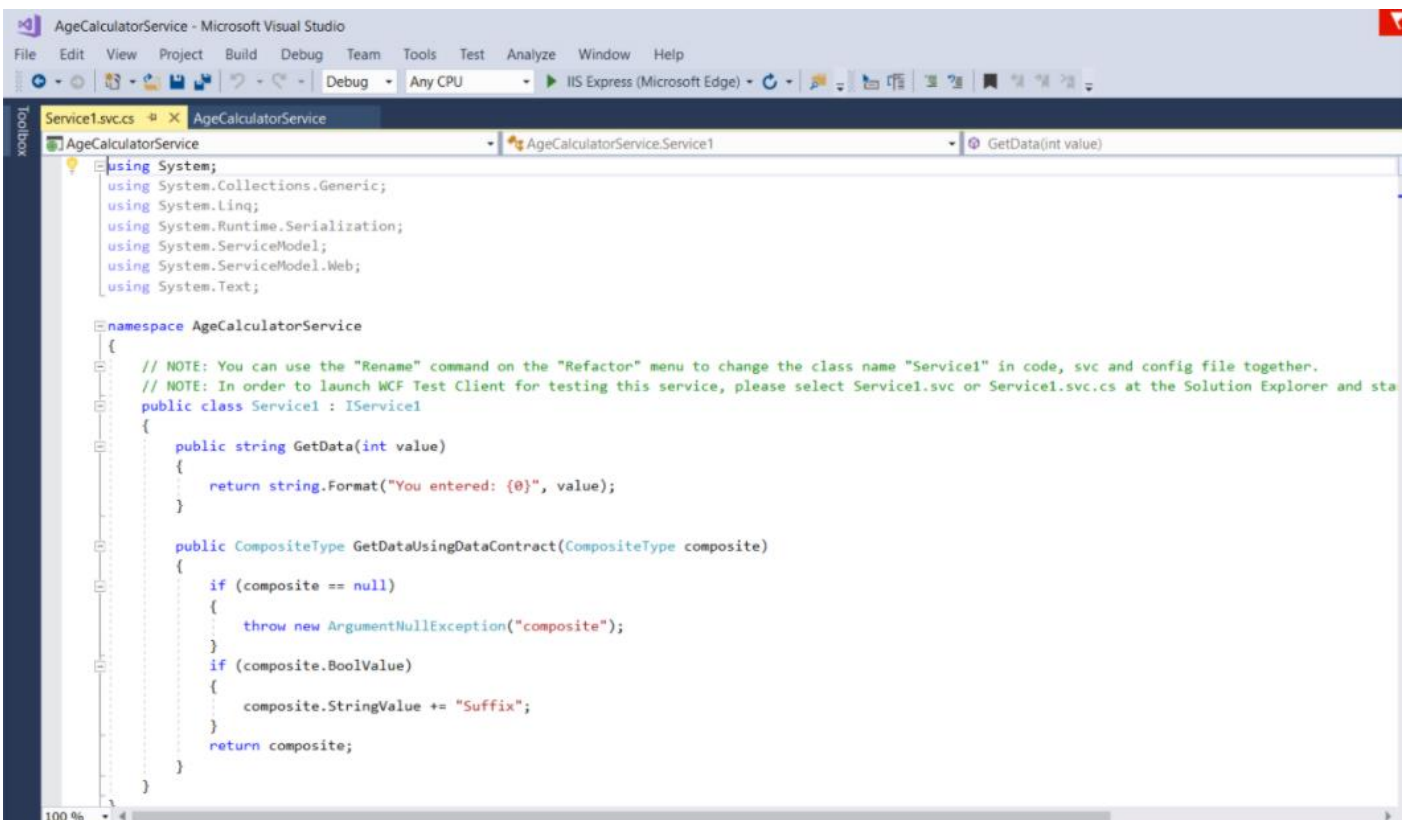 AgeCalculatorService - Microsoft Visual Studio
File Edit View Project Build Debug Team Tools Test Analyze Window Help
Debug Any CPU IIS Express (Microsoft Edge)
Toolbox
Service1.svc.cs AgeCalculatorService
AgeCalculatorService AgeCalculatorService.Service1 GetData(int value)
using System;
using System.Collections.Generic;
using System.Linq;
using System.Runtime.Serialization;
using System.ServiceModel;
using System.ServiceModel.Web;
using System.Text;
namespace AgeCalculatorService
{
// NOTE: You can use the "Rename" command on the "Refactor" menu to change the class name "Service1" in code, svc and config file together.
// NOTE: In order to launch WCF Test Client for testing this service, please select Service1.svc or Service1.svc.cs at the Solution Explorer and sta
public class Service1 : IService1
{
public string GetData(int value)
{
return string.Format("You entered: {0}", value);
}
public CompositeType GetDataUsingDataContract(CompositeType composite)
{
if (composite == null)
{
throw new ArgumentNullException("composite");
}
if (composite.BoolValue)
{
composite.StringValue += "Suffix";
}
return composite;
}
}
}
100 %